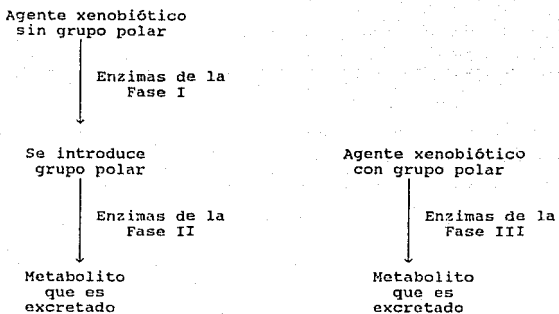 Agente xenobiótico
sin grupo polar
Enzimas de la
Fase I
Se introduce
grupo polar
Enzimas de la
Fase II
Metabolito
que es
excretado
Agente xenobiótico
con grupo polar
Enzimas de la
Fase III
Metabolito
que es
excretado